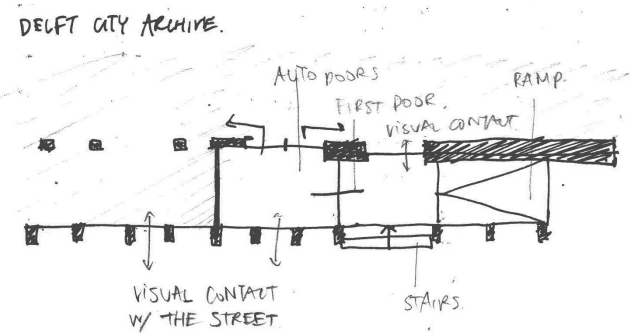 DELFT CITY ARCHIVE.
AUTO DOORS
RAMP.
FIRST DOOR.
VISUAL CONTACT
VISUAL CONTACT
W/ THE STREET
STAIRS.